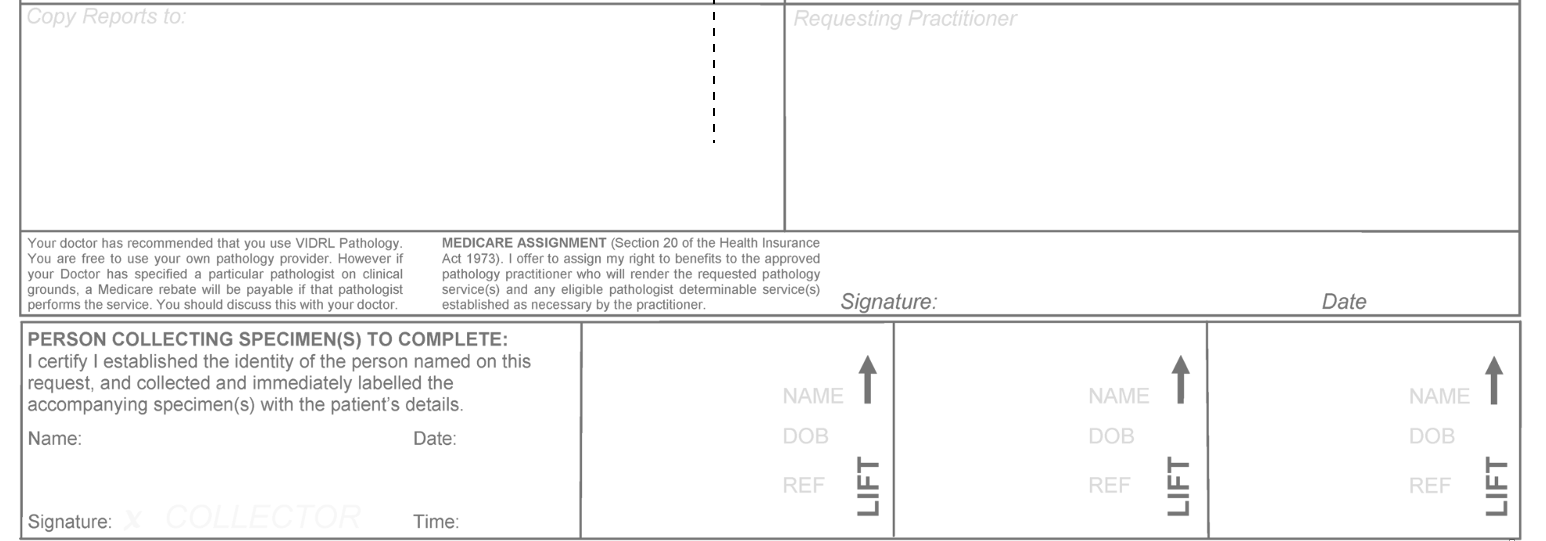 Copy Reports to:
Requesting Practitioner
Your doctor has recommended that you use VIDRL Pathology.
You are free to use your own pathology provider. However if
your Doctor has specified a particular pathologist on clinical
grounds, a Medicare rebate will be payable if that pathologist
performs the service. You should discuss this with your doctor.
MEDICARE ASSIGNMENT (Section 20 of the Health Insurance
Act 1973). I offer to assign my right to benefits to the approved
pathology practitioner who will render the requested pathology
service(s) and any eligible pathologist determinable service(s)
established as necessary by the practitioner.
Signature:
Date
PERSON COLLECTING SPECIMEN(S) TO COMPLETE:
I certify I established the identity of the person named on this
request, and collected and immediately labelled the
accompanying specimen(s) with the patient's details.
Name:
Date:
Signature: X COLLECTOR
Time:
NAME
DOB
REF
LIFT
NAME
DOB
REF
LIFT
NAME
DOB
REF
LIFT